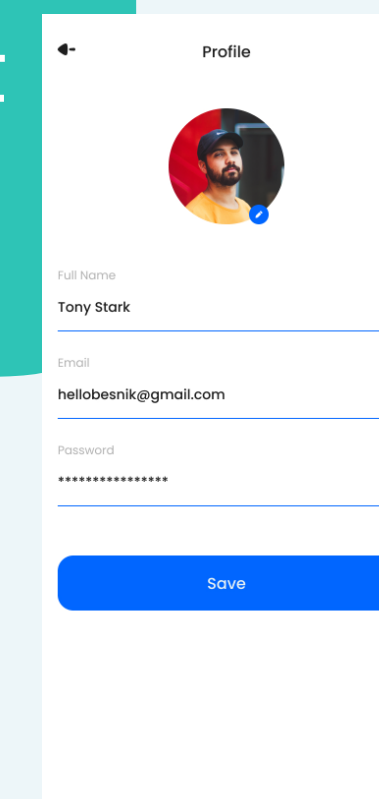 Profile
Full Name
Tony Stark
Email
hellobesnik@gmail.com
Password
****************
Save